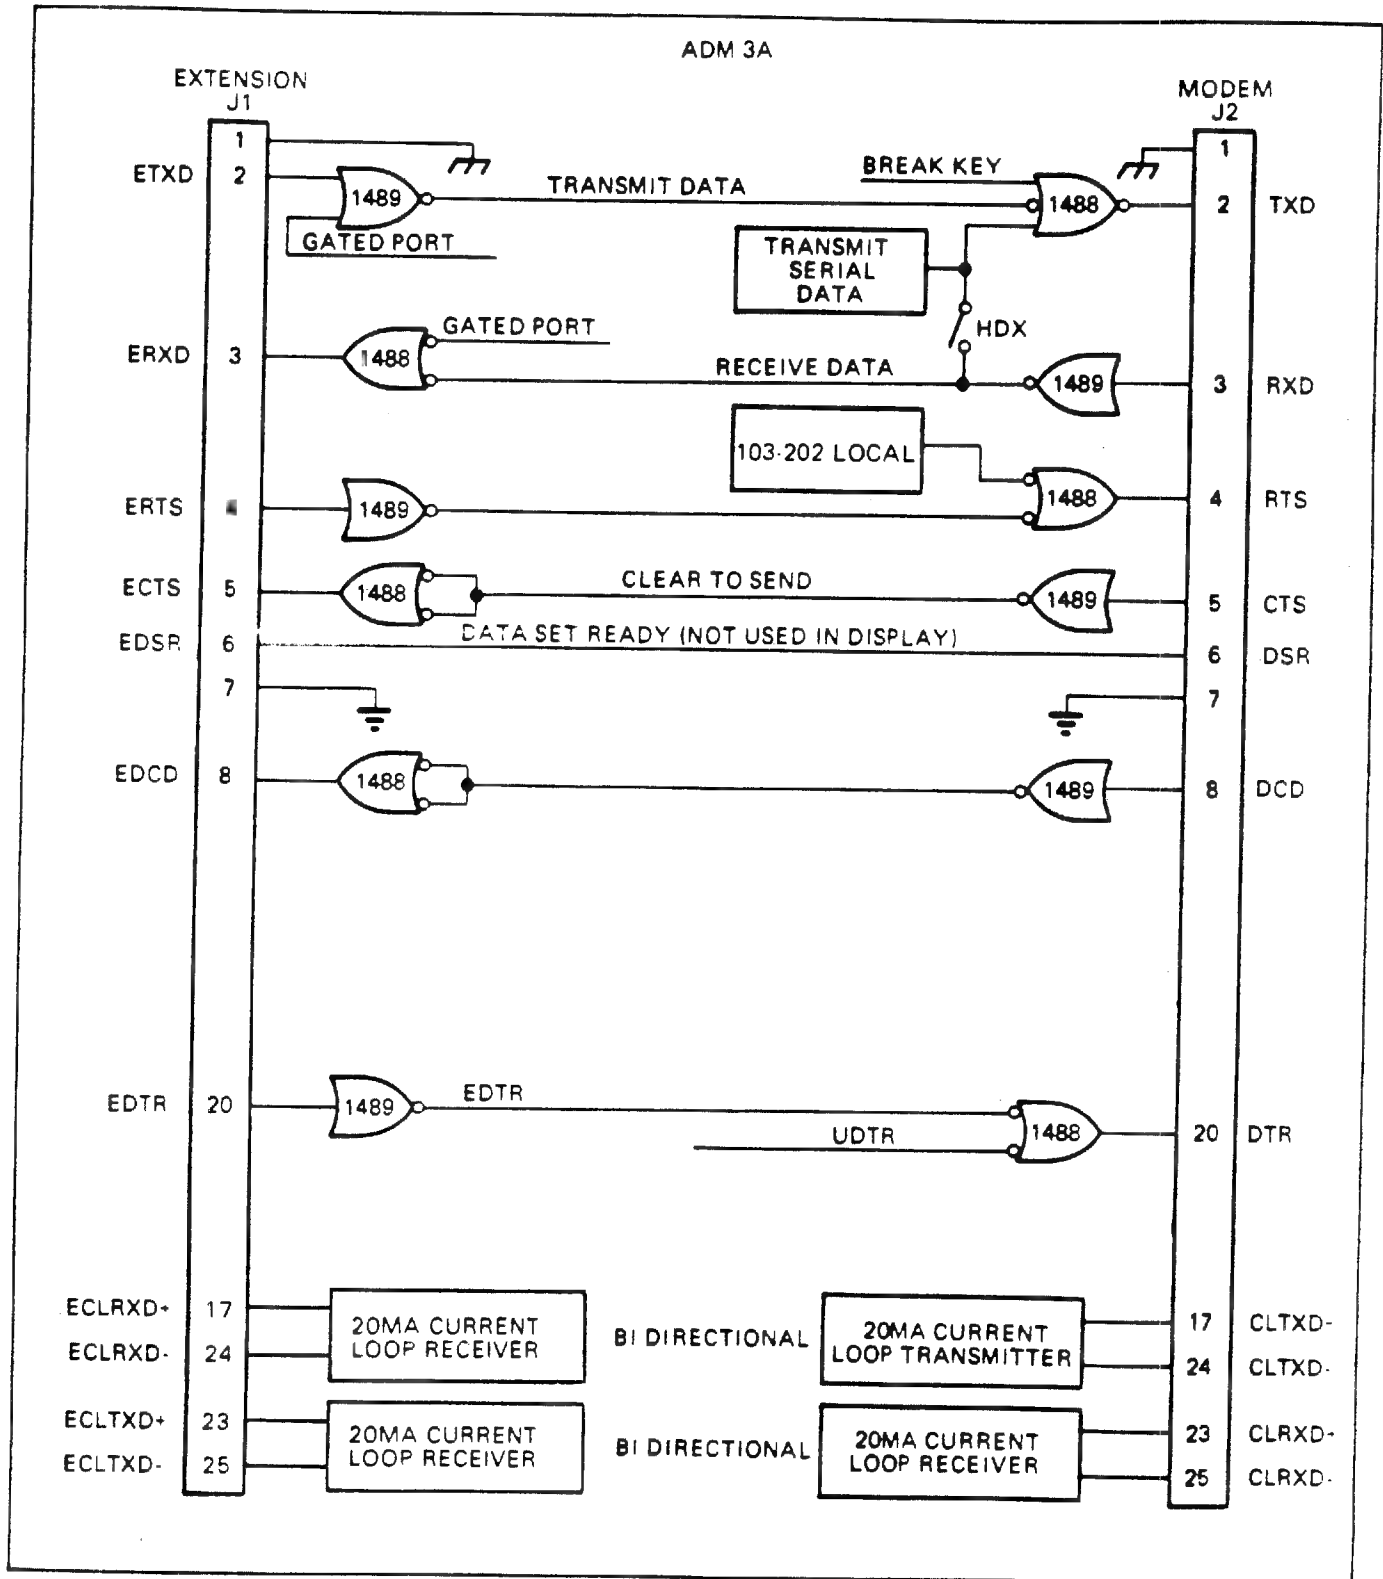 ADM 3A
EXTENSION
J1
MODEM
J2
1
1
ETXD 2 1489 TRANSMIT DATA BREAK KEY 1488 2 TXD
GATED PORT
TRANSMIT
SERIAL
DATA
HDX
GATED PORT
ERXD 3 1488 RECEIVE DATA 1489 3 RXD
103-202 LOCAL
ERTS 4 1489 1488 4 RTS
ECTS 5 1488 CLEAR TO SEND 1489 5 CTS
EDSR 6 DATA SET READY (NOT USED IN DISPLAY) 6 DSR
7
7
EDCD 8 1488 1489 8 DCD
EDTR 20 1489 EDTR 1488 20 DTR
UDTR
ECLRXD+ 17
ECLRXD- 24
20MA CURRENT
LOOP RECEIVER
BI DIRECTIONAL
20MA CURRENT
LOOP TRANSMITTER
17 CLTXD-
24 CLTXD-
ECLTXD+ 23
ECLTXD- 25
20MA CURRENT
LOOP RECEIVER
BI DIRECTIONAL
20MA CURRENT
LOOP RECEIVER
23 CLRXD+
25 CLRXD-